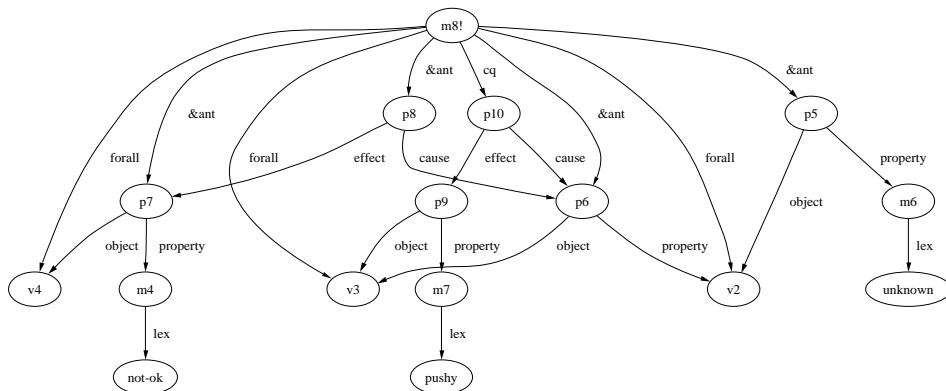 m8!
&ant
cq
&ant
p8
p10
p5
&ant
&ant
forall
forall
effect
cause
effect
cause
forall
property
p7
p9
p6
m6
object
property
object
property
object
property
object
lex
v4
m4
v3
m7
v2
unknown
lex
lex
not-ok
pushy